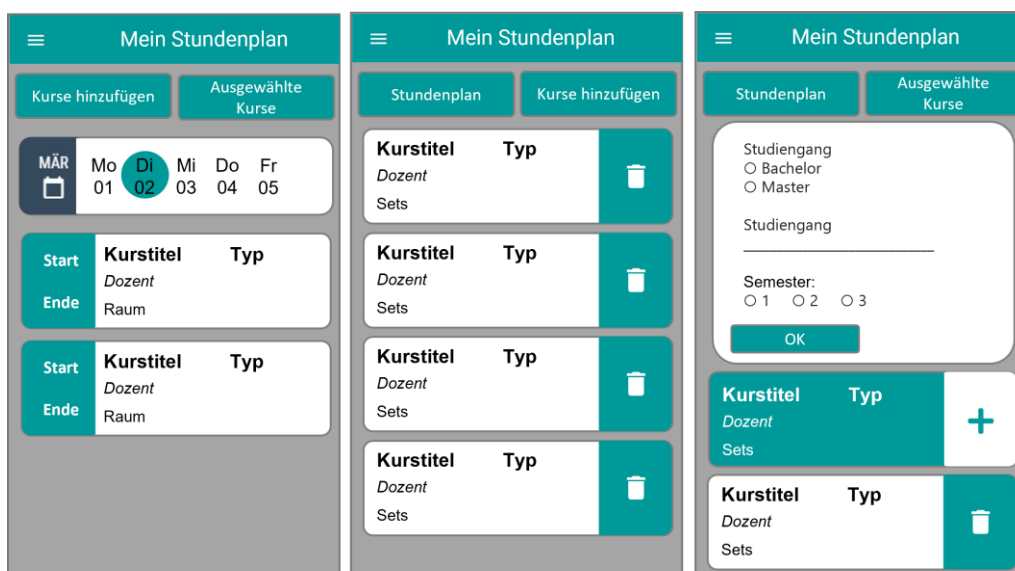 Mein Stundenplan
Kurse hinzufügen
Ausgewählte
Kurse
MÄR
Mo Di Mi Do Fr
01 02 03 04 05
Start
Kurstitel Typ
Dozent
Ende
Raum
Start
Kurstitel Typ
Dozent
Ende
Raum
Mein Stundenplan
Stundenplan
Kurse hinzufügen
Kurstitel Typ
Dozent
Sets
Kurstitel Typ
Dozent
Sets
Kurstitel Typ
Dozent
Sets
Kurstitel Typ
Dozent
Sets
Mein Stundenplan
Stundenplan
Ausgewählte
Kurse
Studiengang
Bachelor
Master
Studiengang
Semester:
1 2 3
OK
Kurstitel Typ
Dozent
Sets
Kurstitel Typ
Dozent
Sets